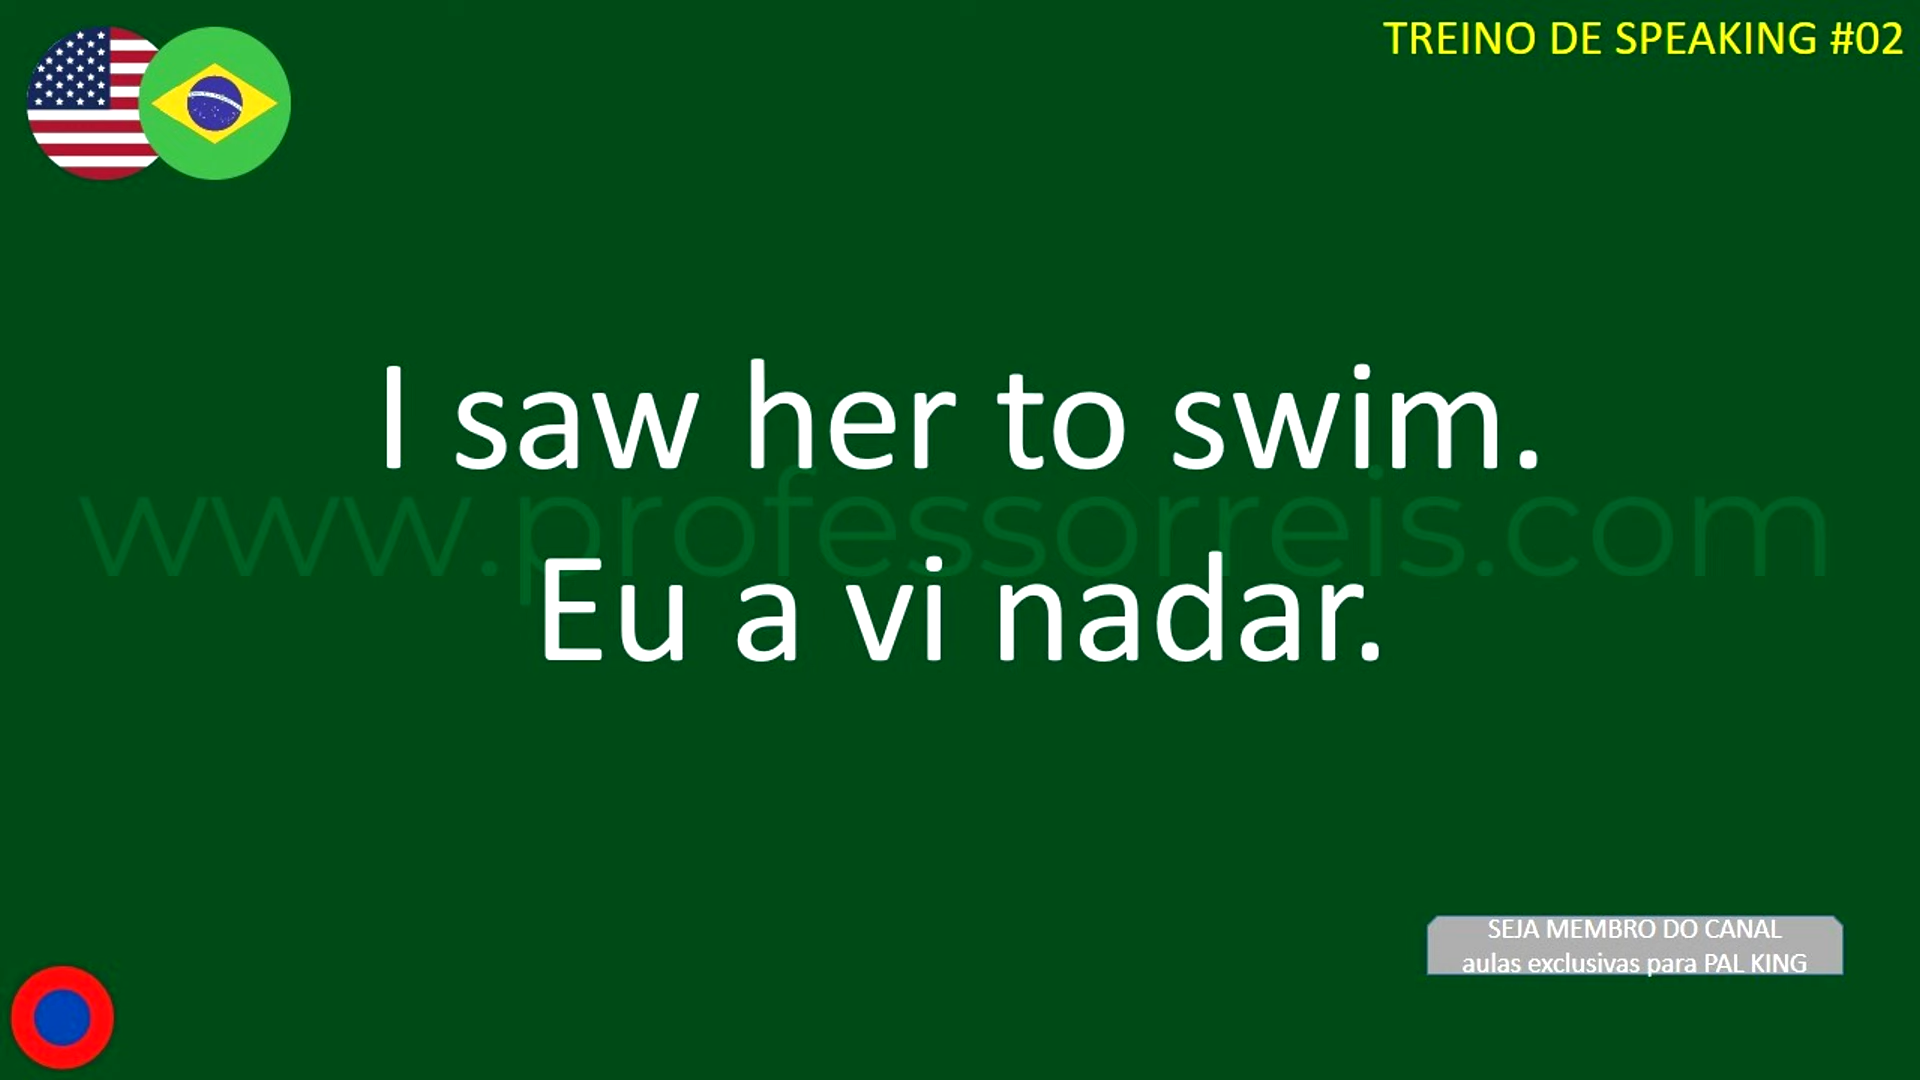 TREINO DE SPEAKING #02
I saw her to swim.
www.professorreis.com
Eu a vi nadar.
SEJA MEMBRO DO CANAL
aulas exclusivas para PAL KING